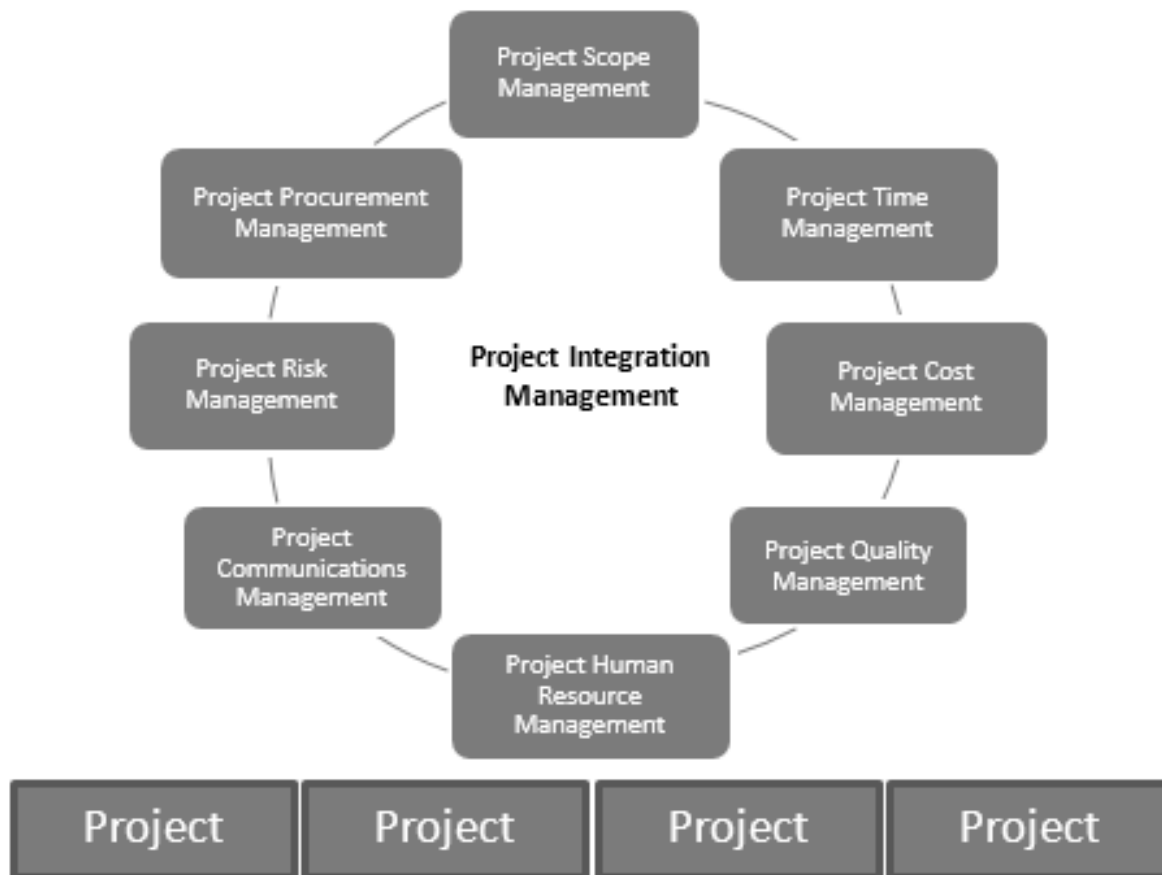 Project Scope
Management
Project Procurement
Management
Project Time
Management
Project Risk
Management
Project Integration
Management
Project Cost
Management
Project
Communications
Management
Project Quality
Management
Project Human
Resource
Management
Project
Project
Project
Project